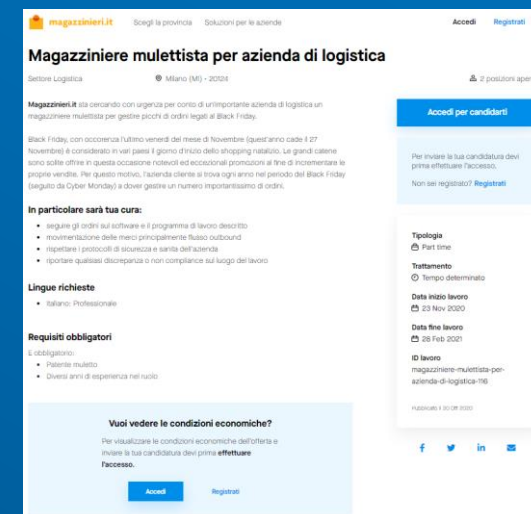 magazzinieri.it Scegli la provincia Soluzioni per le aziende Accedi Registrati
Magazziniere mulettista per azienda di logistica
Settore Logistica Milano (MI) - 20124 2 posizioni aper
Magazzinieri.it sta cercando con urgenza per conto di un'importante azienda di logistica un
magazziniere mulettista per gestire picchi di ordini legati al Black Friday.
Black Friday, con occorrenza l'ultimo venerdì del mese di Novembre (quest'anno cade il 27
Novembre) è considerato in vari paesi il giorno d'inizio dello shopping natalizio. Le grandi catene
sono solite offrire in questa occasione notevoli ed eccezionali promozioni al fine di incrementare le
proprie vendite. Per questo motivo, l'azienda cliente si trova ogni anno nel periodo del Black Friday
(seguito da Cyber Monday) a dover gestire un numero importantissimo di ordini.
In particolare sarà tua cura:
seguire gli ordini sul software e il programma di lavoro descritto
movimentazione delle merci principalmente flusso outbound
rispettare i protocolli di sicurezza e sanità dell'azienda
riportare qualsiasi discrepanza o non compliance sul luogo del lavoro
Lingue richieste
Italiano: Professionale
Requisiti obbligatori
È obbligatorio:
Patente muletto
Diversi anni di esperienza nel ruolo
Vuoi vedere le condizioni economiche?
Per visualizzare le condizioni economiche dell'offerta e
inviare la tua candidatura devi prima effettuare
l'accesso.
Accedi Registrati
Accedi per candidarti
Per inviare la tua candidatura devi
prima effettuare l'accesso.
Non sei registrato? Registrati
Tipologia
Part time
Trattamento
Tempo determinato
Data inizio lavoro
23 Nov 2020
Data fine lavoro
28 Feb 2021
ID lavoro
magazziniere-mulettista-per-
azienda-di-logistica-116
Pubblicato il 30 Ott 2020